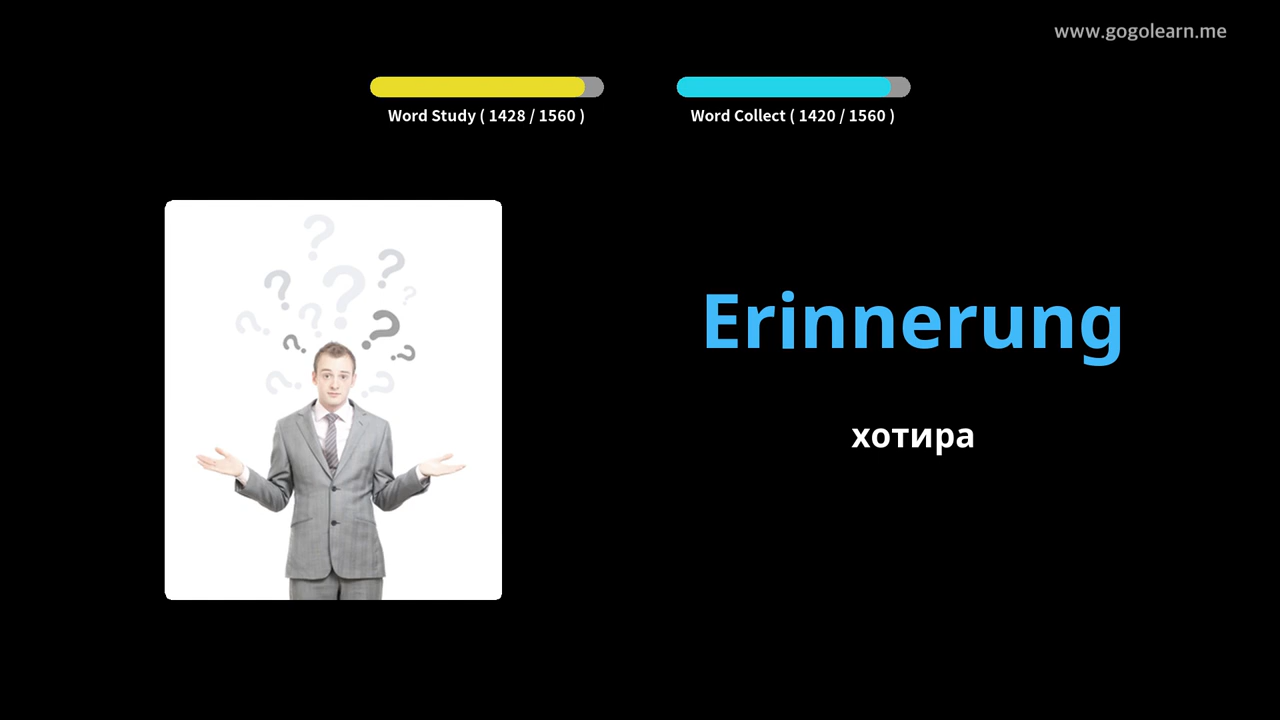 www.gogolearn.me
Word Study ( 1428 / 1560 )
Word Collect ( 1420 / 1560 )
Erinnerung
хотира